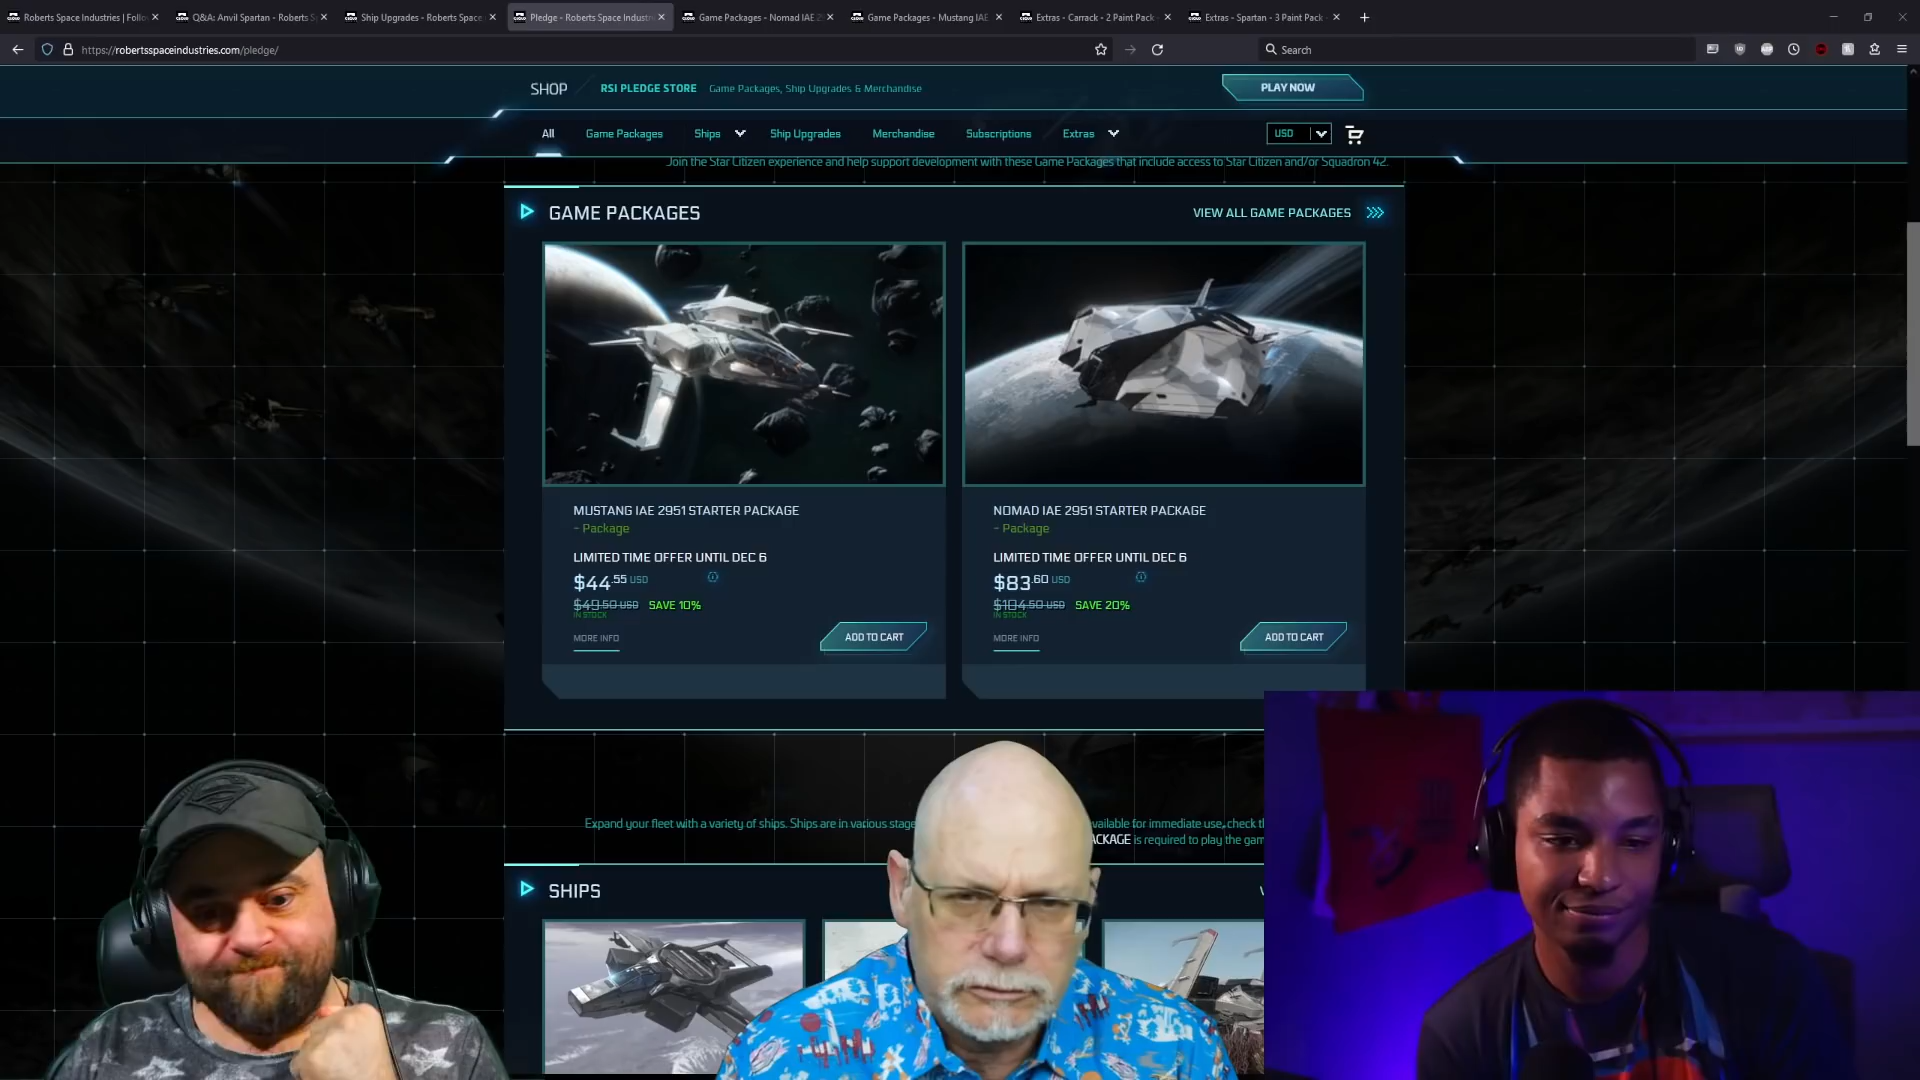 Roberts Space Industries | Follo
Q&A: Anvil Spartan - Roberts S
Ship Upgrades - Roberts Space
Pledge - Roberts Space Industri
Game Packages - Nomad IAE 2
Game Packages - Mustang IAE
Extras - Carrack - 2 Paint Pack
Extras - Spartan - 3 Paint Pack -
https://robertsspaceindustries.com/pledge/
Search
SHOP
RSI PLEDGE STORE
Game Packages, Ship Upgrades & Merchandise
PLAY NOW
All
Game Packages
Ships
Ship Upgrades
Merchandise
Subscriptions
Extras
USD
Join the Star Citizen experience and help support development with these Game Packages that include access to Star Citizen and/or Squadron 42.
GAME PACKAGES
VIEW ALL GAME PACKAGES
MUSTANG IAE 2951 STARTER PACKAGE
- Package
LIMITED TIME OFFER UNTIL DEC 6
$44.55 USD
$49.50 USD SAVE 10%
IN STOCK
MORE INFO
ADD TO CART
NOMAD IAE 2951 STARTER PACKAGE
- Package
LIMITED TIME OFFER UNTIL DEC 6
$83.60 USD
$104.50 USD SAVE 20%
IN STOCK
MORE INFO
ADD TO CART
Expand your fleet with a variety of ships. Ships are in various stage
vailable for immediate use, check th
ACKAGE is required to play the gam
SHIPS